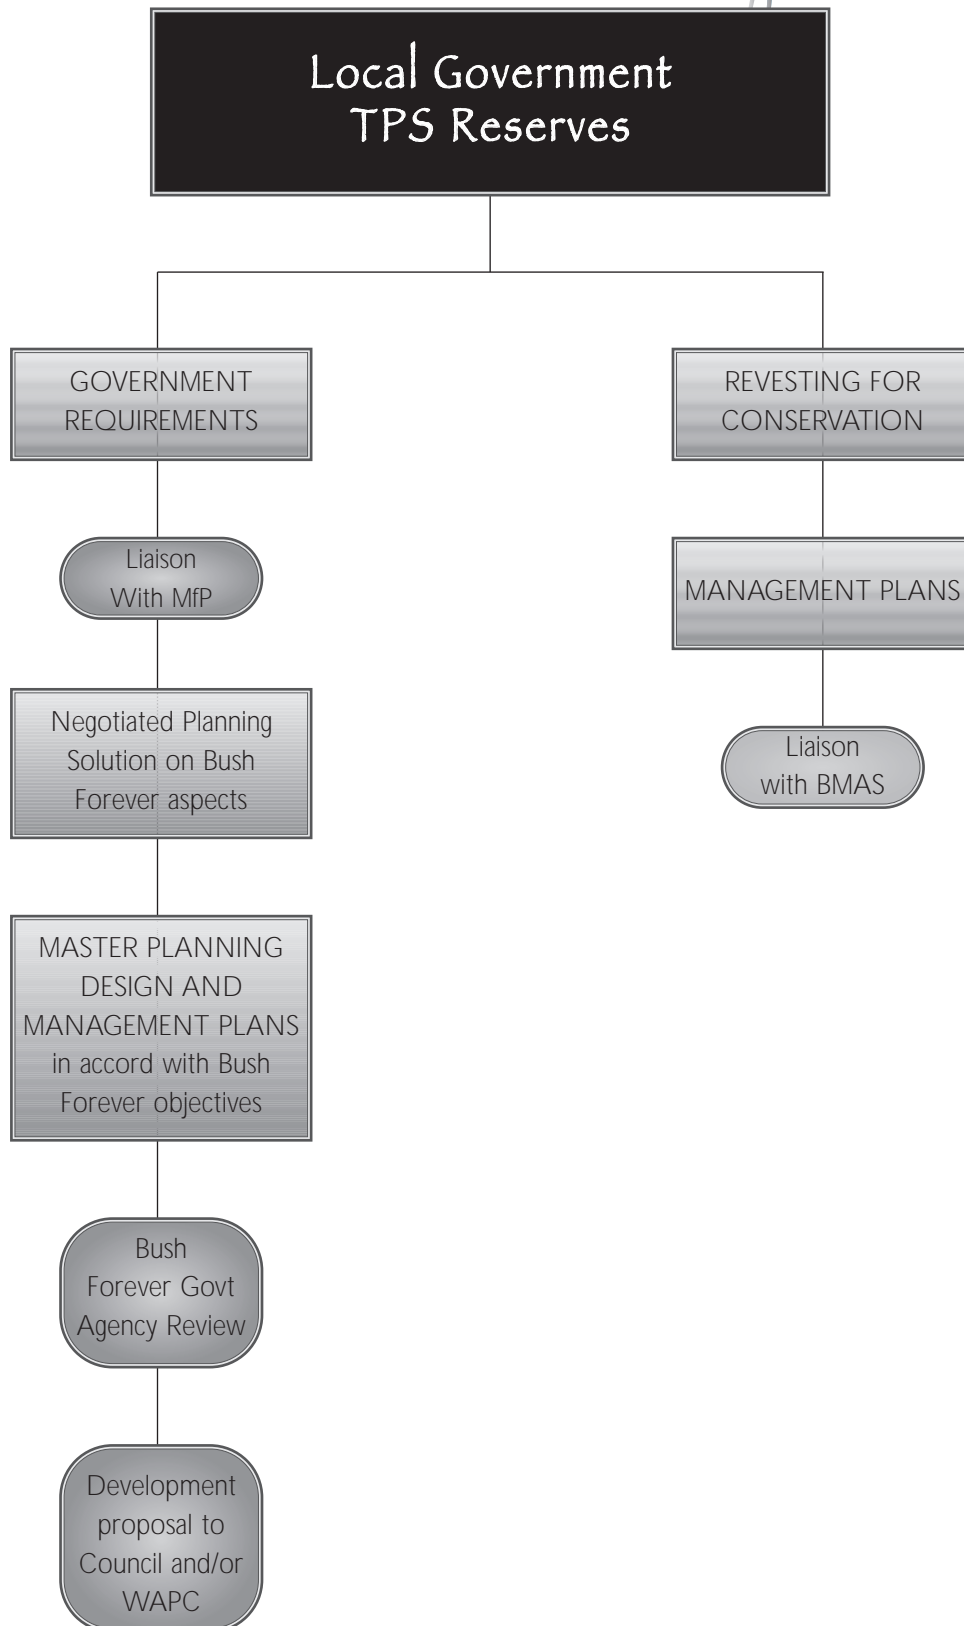 Local Government
TPS Reserves
GOVERNMENT
REQUIREMENTS
Liaison
With MfP
Negotiated Planning
Solution on Bush
Forever aspects
MASTER PLANNING
DESIGN AND
MANAGEMENT PLANS
in accord with Bush
Forever objectives
Bush
Forever Govt
Agency Review
Development
proposal to
Council and/or
WAPC
REVESTING FOR
CONSERVATION
MANAGEMENT PLANS
Liaison
with BMAS